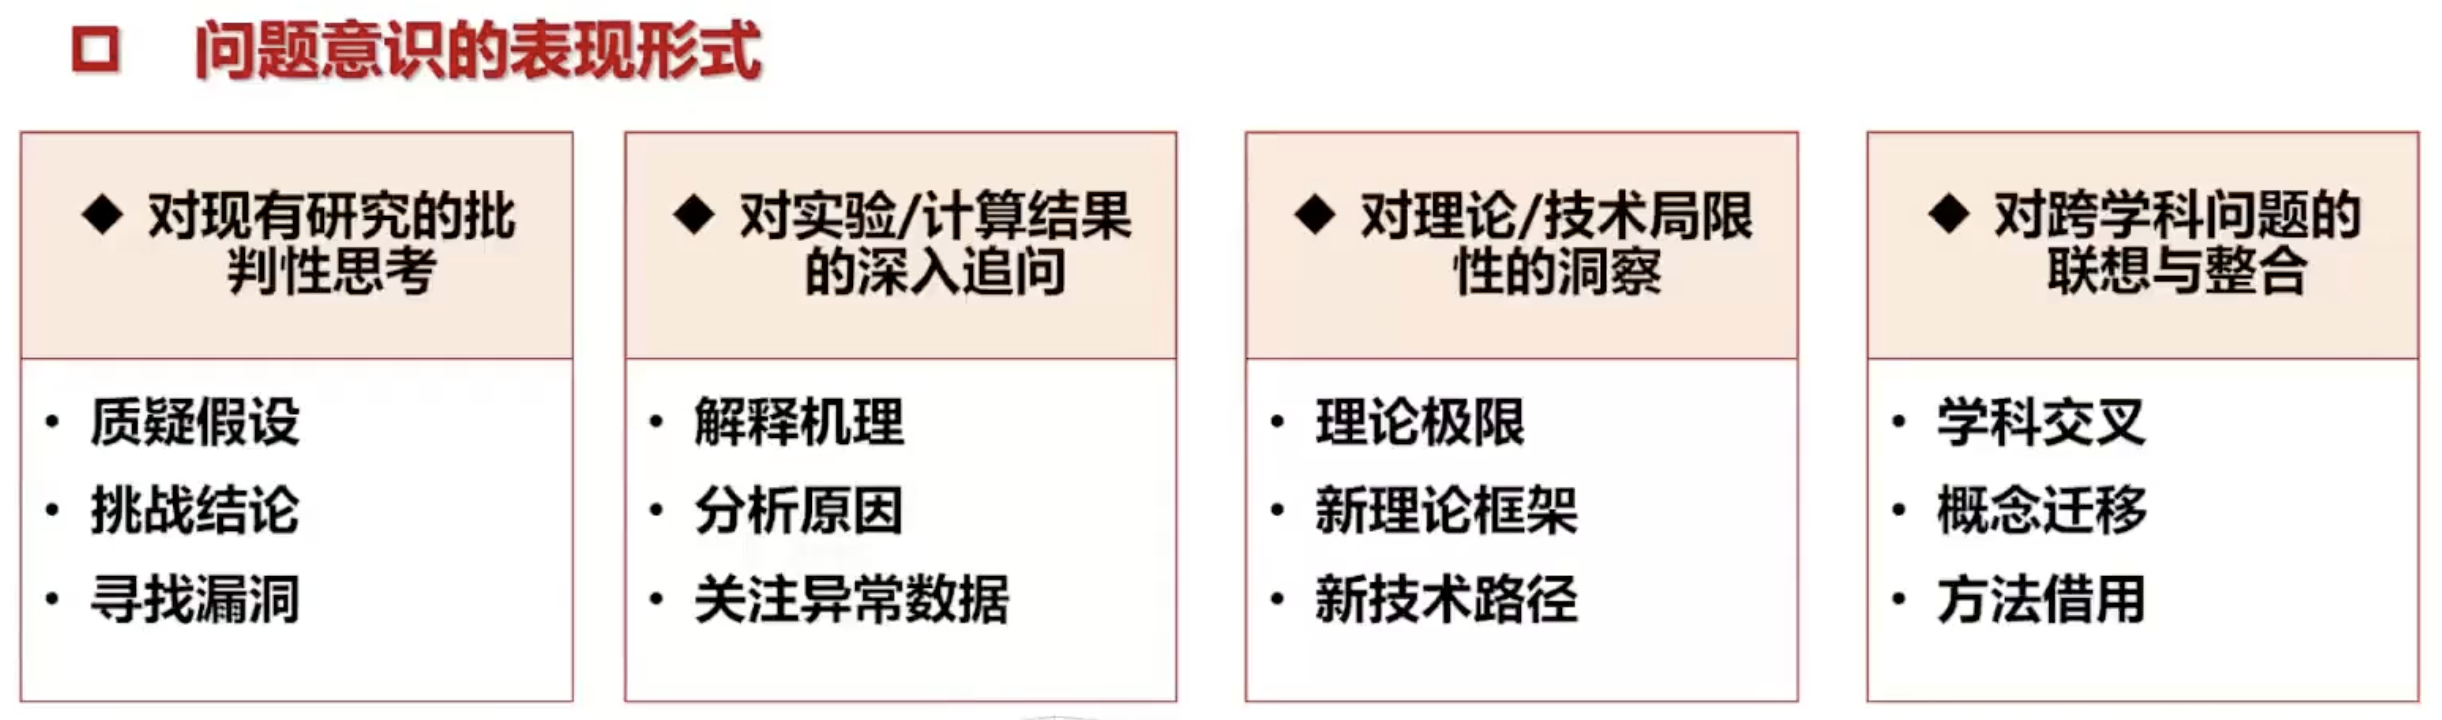 问题意识的表现形式
◆ 对现有研究的批
判性思考
• 质疑假设
• 挑战结论
• 寻找漏洞
◆ 对实验/计算结果
的深入追问
• 解释机理
• 分析原因
• 关注异常数据
◆ 对理论/技术局限
性的洞察
• 理论极限
• 新理论框架
• 新技术路径
◆ 对跨学科问题的
联想与整合
• 学科交叉
• 概念迁移
• 方法借用